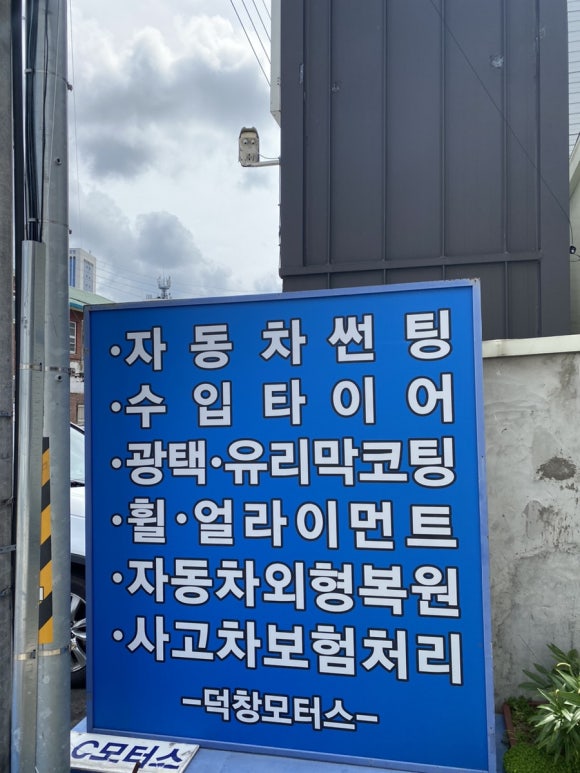 ·자동차썬팅
·수입타이어
·광택·유리막코팅
·휠·얼라이먼트
·자동차외형복원
·사고차보험처리
-덕창모터스-
C모터스